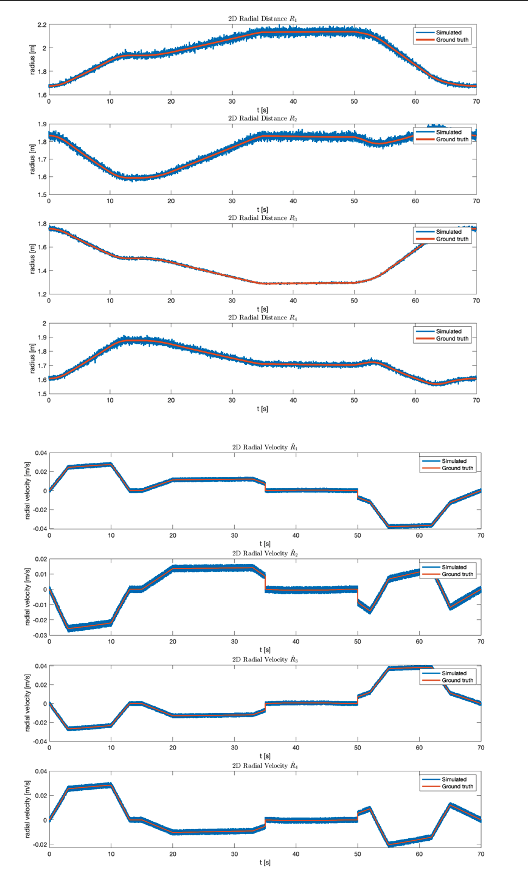 2D Radial Distance R₁
2.2
2
1.8
1.6
radius [m]
Simulated
Ground truth
0 10 20 30 40 50 60 70
t [s]
2D Radial Distance R₂
1.9
1.8
1.7
1.6
1.5
radius [m]
Simulated
Ground truth
0 10 20 30 40 50 60 70
t [s]
2D Radial Distance R₃
1.8
1.6
1.4
1.2
radius [m]
Simulated
Ground truth
0 10 20 30 40 50 60 70
t [s]
2D Radial Distance R₄
2
1.9
1.8
1.7
1.6
1.5
radius [m]
Simulated
Ground truth
0 10 20 30 40 50 60 70
t [s]
2D Radial Velocity Ṙ₁
0.04
0.02
0
-0.02
-0.04
radial velocity [m/s]
Simulated
Ground truth
0 10 20 30 40 50 60 70
t [s]
2D Radial Velocity Ṙ₂
0.02
0.01
0
-0.01
-0.02
-0.03
radial velocity [m/s]
Simulated
Ground truth
0 10 20 30 40 50 60 70
t [s]
2D Radial Velocity Ṙ₃
0.04
0.02
0
-0.02
-0.04
radial velocity [m/s]
Simulated
Ground truth
0 10 20 30 40 50 60 70
t [s]
2D Radial Velocity Ṙ₄
0.04
0.02
0
-0.02
radial velocity [m/s]
Simulated
Ground truth
0 10 20 30 40 50 60 70
t [s]